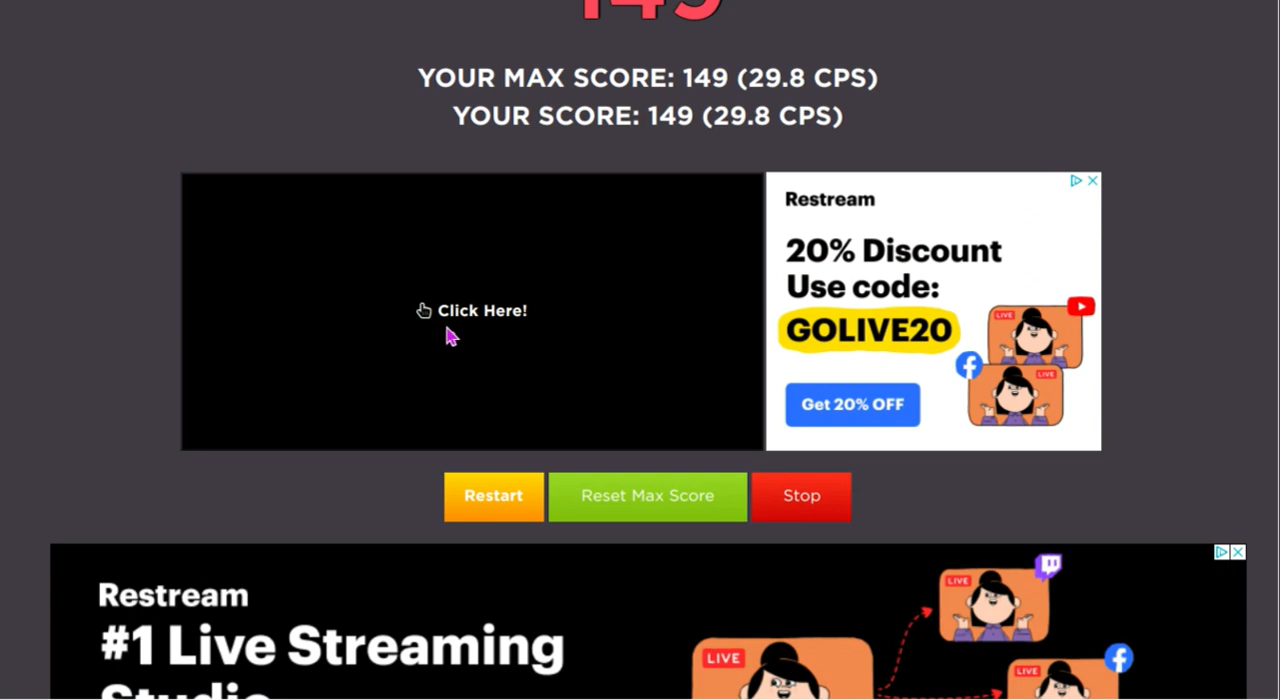 149
YOUR MAX SCORE: 149 (29.8 CPS)
YOUR SCORE: 149 (29.8 CPS)
Click Here!
Restream
20% Discount
Use code:
GOLIVE20
LIVE
LIVE
Get 20% OFF
Restart
Reset Max Score
Stop
Restream
#1 Live Streaming
Studio
LIVE
LIVE
LIVE